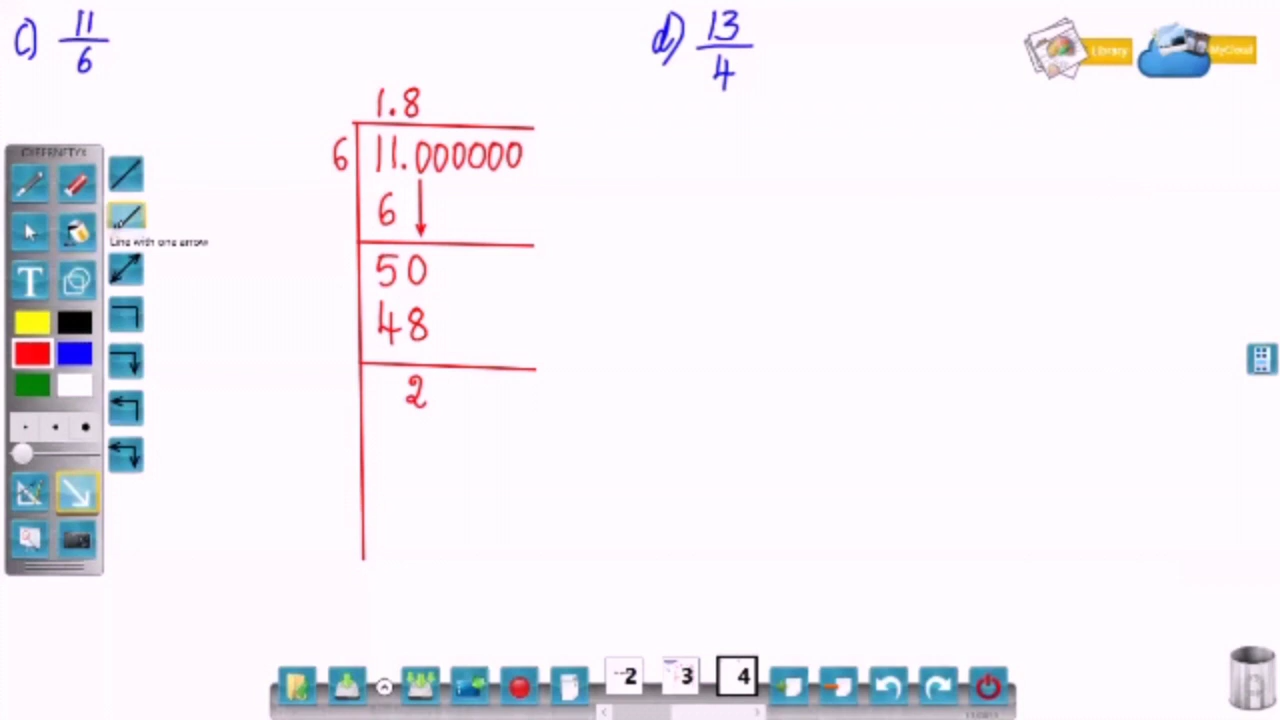 c) 11/6
d) 13/4
Library
MyCloud
1.8
6 11.000000
6
50
48
2
Line with one arrow
T
2 3 4